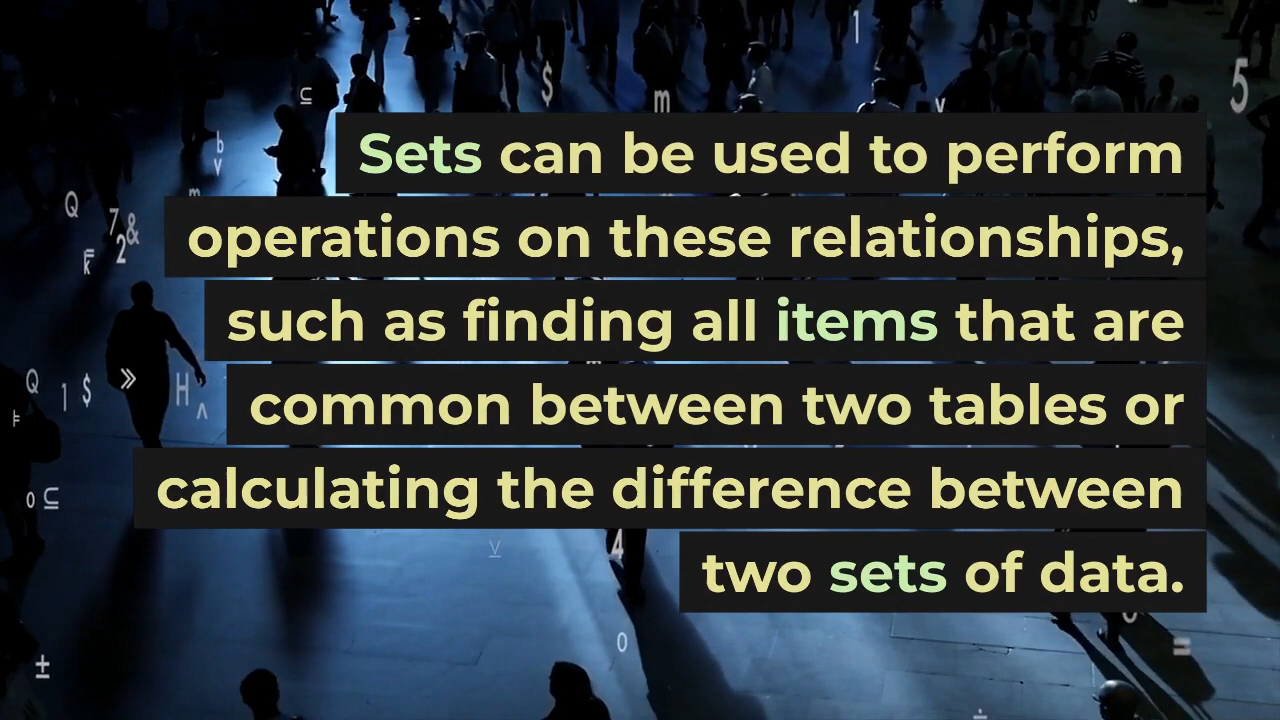 Sets can be used to perform
operations on these relationships,
such as finding all items that are
common between two tables or
calculating the difference between
two sets of data.